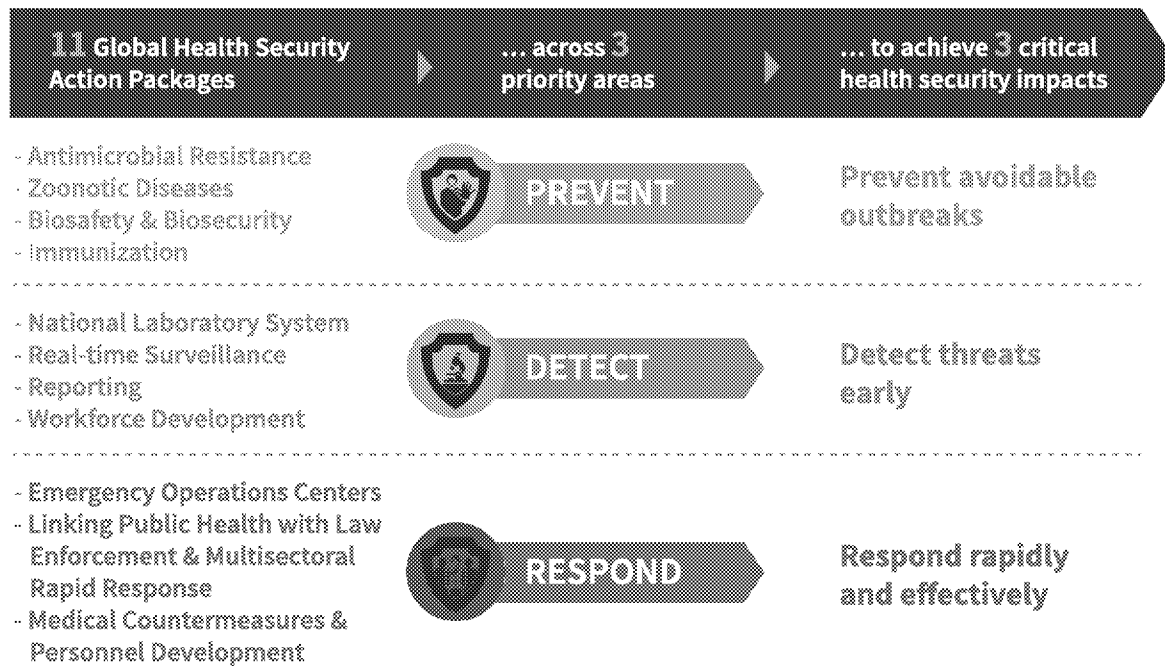 11 Global Health Security
Action Packages
... across 3
priority areas
... to achieve 3 critical
health security impacts
- Antimicrobial Resistance
- Zoonotic Diseases
- Biosafety & Biosecurity
- Immunization
PREVENT
Prevent avoidable
outbreaks
- National Laboratory System
- Real-time Surveillance
- Reporting
- Workforce Development
DETECT
Detect threats
early
- Emergency Operations Centers
- Linking Public Health with Law
Enforcement & Multisectoral
Rapid Response
- Medical Countermeasures &
Personnel Development
RESPOND
Respond rapidly
and effectively